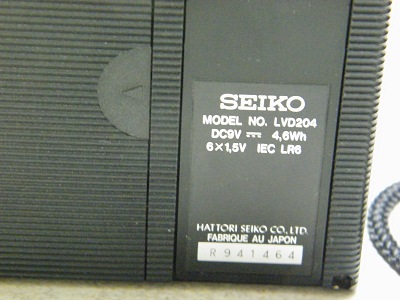 SEIKO
MODEL NO. LVD204
DC9V ⎓ 4,6Wh
6×1,5V IEC LR6
HATTORI SEIKO CO., LTD.
FABRIQUE AU JAPON
R941464